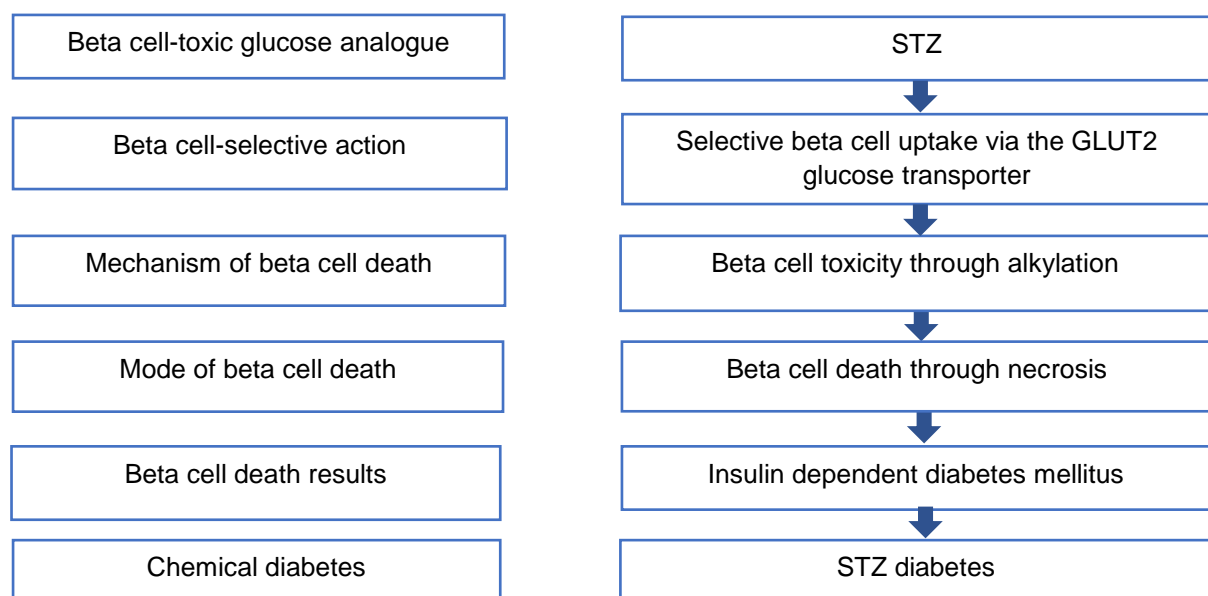 Beta cell-toxic glucose analogue
STZ
Beta cell-selective action
Selective beta cell uptake via the GLUT2
glucose transporter
Mechanism of beta cell death
Beta cell toxicity through alkylation
Mode of beta cell death
Beta cell death through necrosis
Beta cell death results
Insulin dependent diabetes mellitus
Chemical diabetes
STZ diabetes